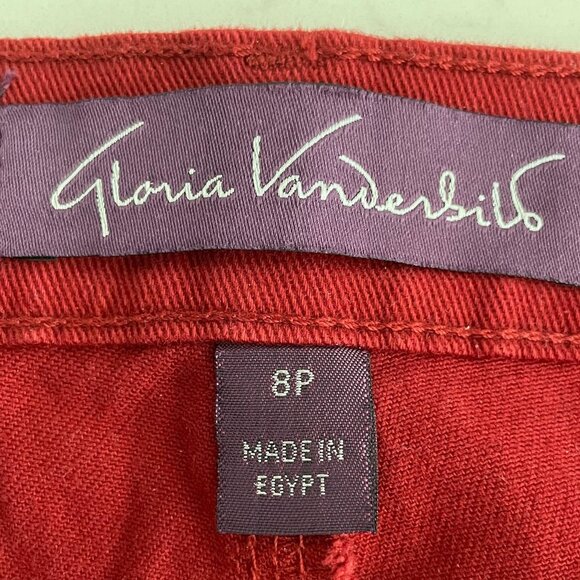 Gloria Vanderbilt
8P
MADE IN
EGYPT